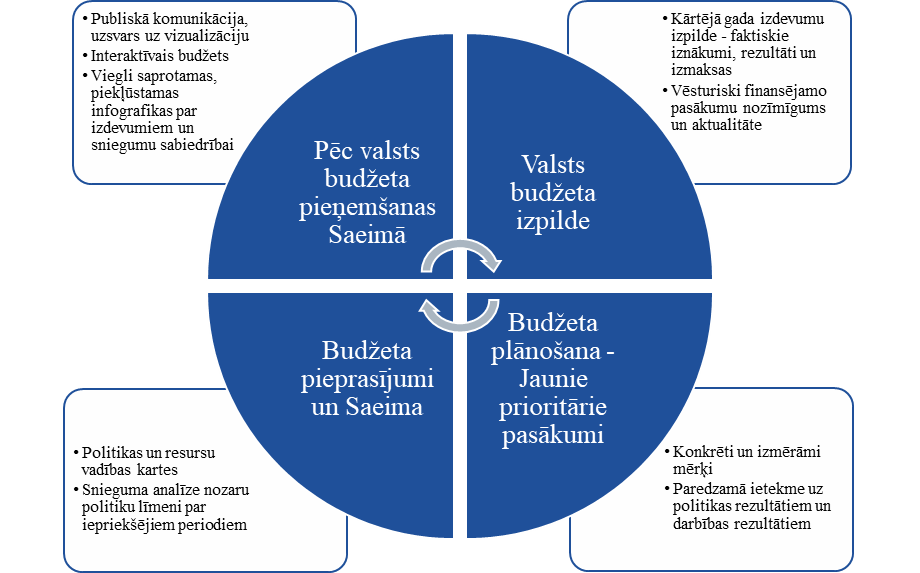 • Publiskā komunikācija,
uzsvars uz vizualizāciju
• Interaktīvais budžets
• Viegli saprotamas,
piekļūstamas
infografikas par
izdevumiem un
sniegumu sabiedrībai
Pēc valsts
budžeta
pieņemšanas
Saeimā
• Kārtējā gada izdevumu
izpilde - faktiskie
iznākumi, rezultāti un
izmaksas
• Vēsturiski finansējamo
pasākumu nozīmīgums
un aktualitāte
Valsts
budžeta
izpilde
Budžeta
pieprasījumi
un Saeima
• Politikas un resursu
vadības kartes
• Snieguma analīze nozaru
politiku līmeni par
iepriekšējiem periodiem
Budžeta
plānošana -
Jaunie
prioritārie
pasākumi
• Konkrēti un izmērāmi
mērķi
• Paredzamā ietekme uz
politikas rezultātiem un
darbības rezultātiem